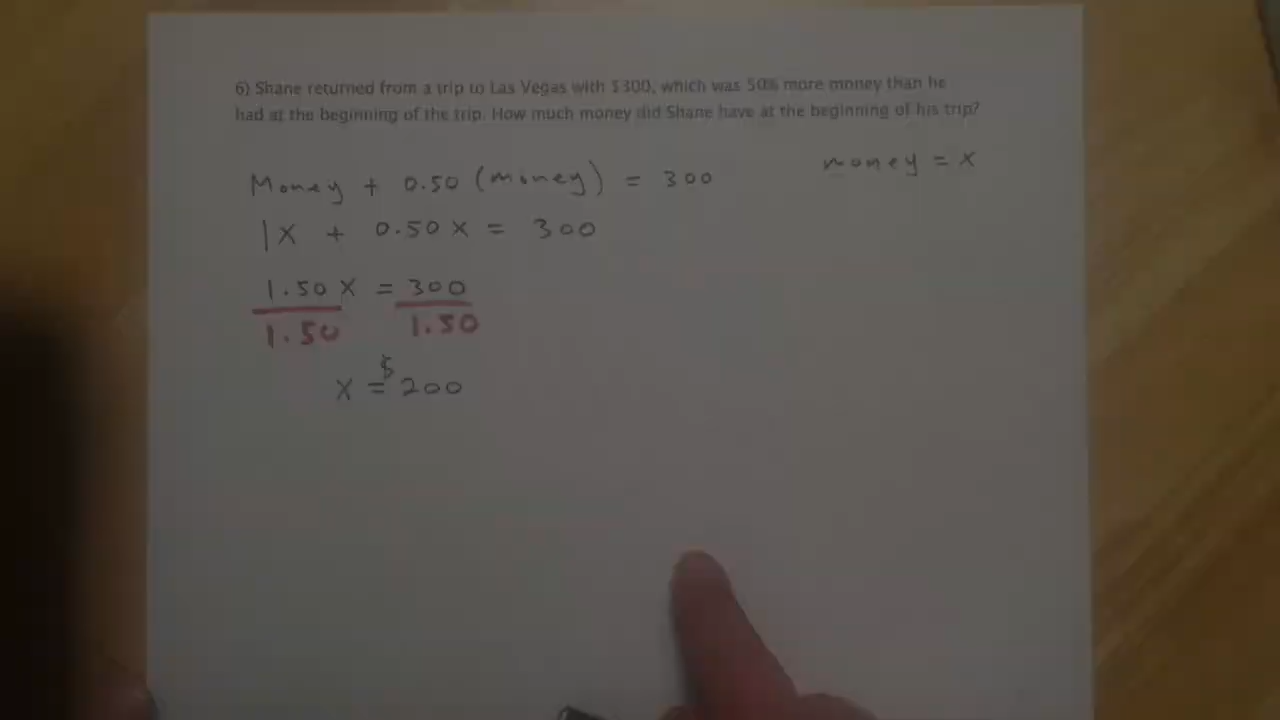 6) Shane returned from a trip to Las Vegas with $300, which was 50% more money than he
had at the beginning of the trip. How much money did Shane have at the beginning of his trip?
money = x
Money + 0.50 (money) = 300
1x + 0.50x = 300
1.50x = 300
1.50 1.50
x = $200